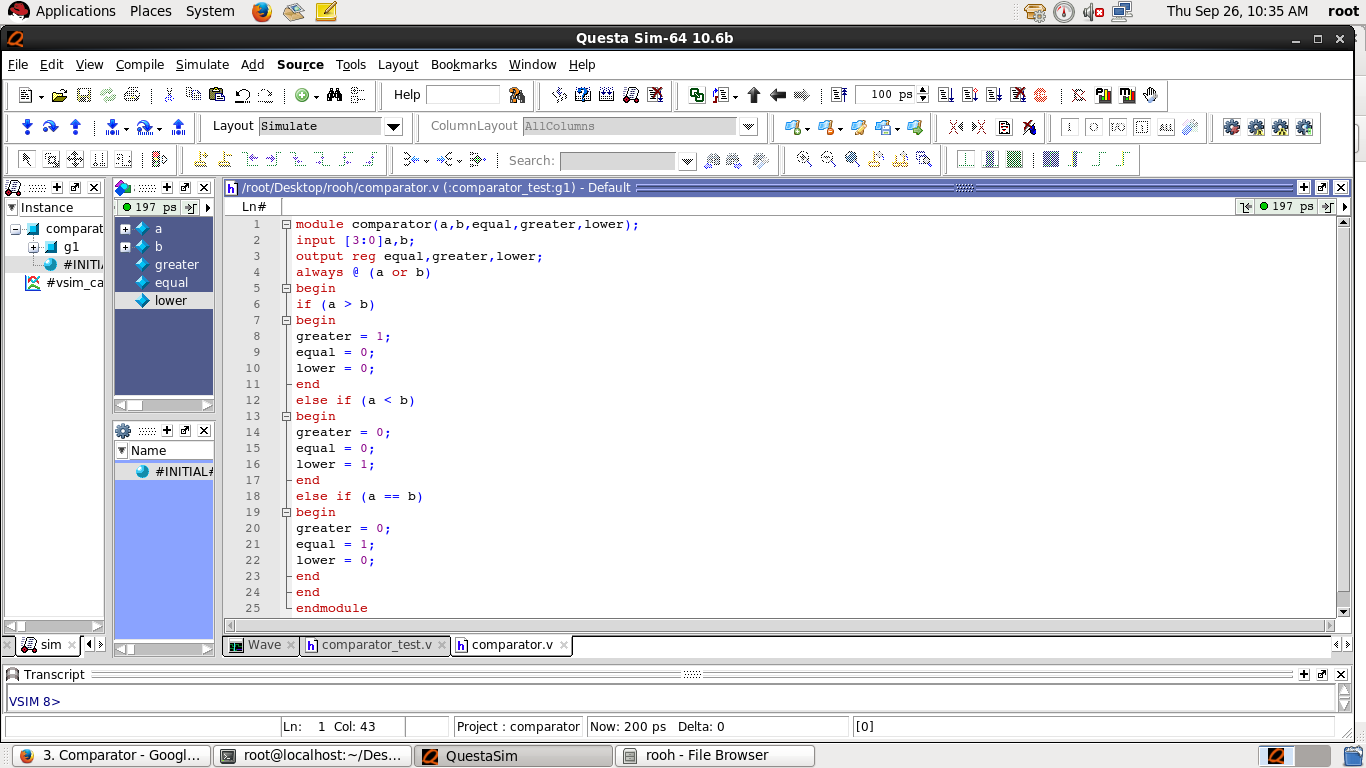 Applications Places System Thu Sep 26, 10:35 AM root
Questa Sim-64 10.6b
File Edit View Compile Simulate Add Source Tools Layout Bookmarks Window Help
Help 100 ps
Layout Simulate ColumnLayout AllColumns
Search:
/root/Desktop/rooh/comparator.v (:comparator_test:g1) - Default
Instance
comparat
g1
#INITI
#vsim_ca
sim
197 ps
a
b
greater
equal
lower
Name
#INITIAL#
Ln# 197 ps
1 module comparator(a,b,equal,greater,lower);
2 input [3:0]a,b;
3 output reg equal,greater,lower;
4 always @ (a or b)
5 begin
6 if (a > b)
7 begin
8 greater = 1;
9 equal = 0;
10 lower = 0;
11 end
12 else if (a < b)
13 begin
14 greater = 0;
15 equal = 0;
16 lower = 1;
17 end
18 else if (a == b)
19 begin
20 greater = 0;
21 equal = 1;
22 lower = 0;
23 end
24 end
25 endmodule
Wave comparator_test.v comparator.v
Transcript
VSIM 8>
Ln: 1 Col: 43 Project : comparator Now: 200 ps Delta: 0 [0]
3. Comparator - Googl... root@localhost:~/Des... QuestaSim rooh - File Browser